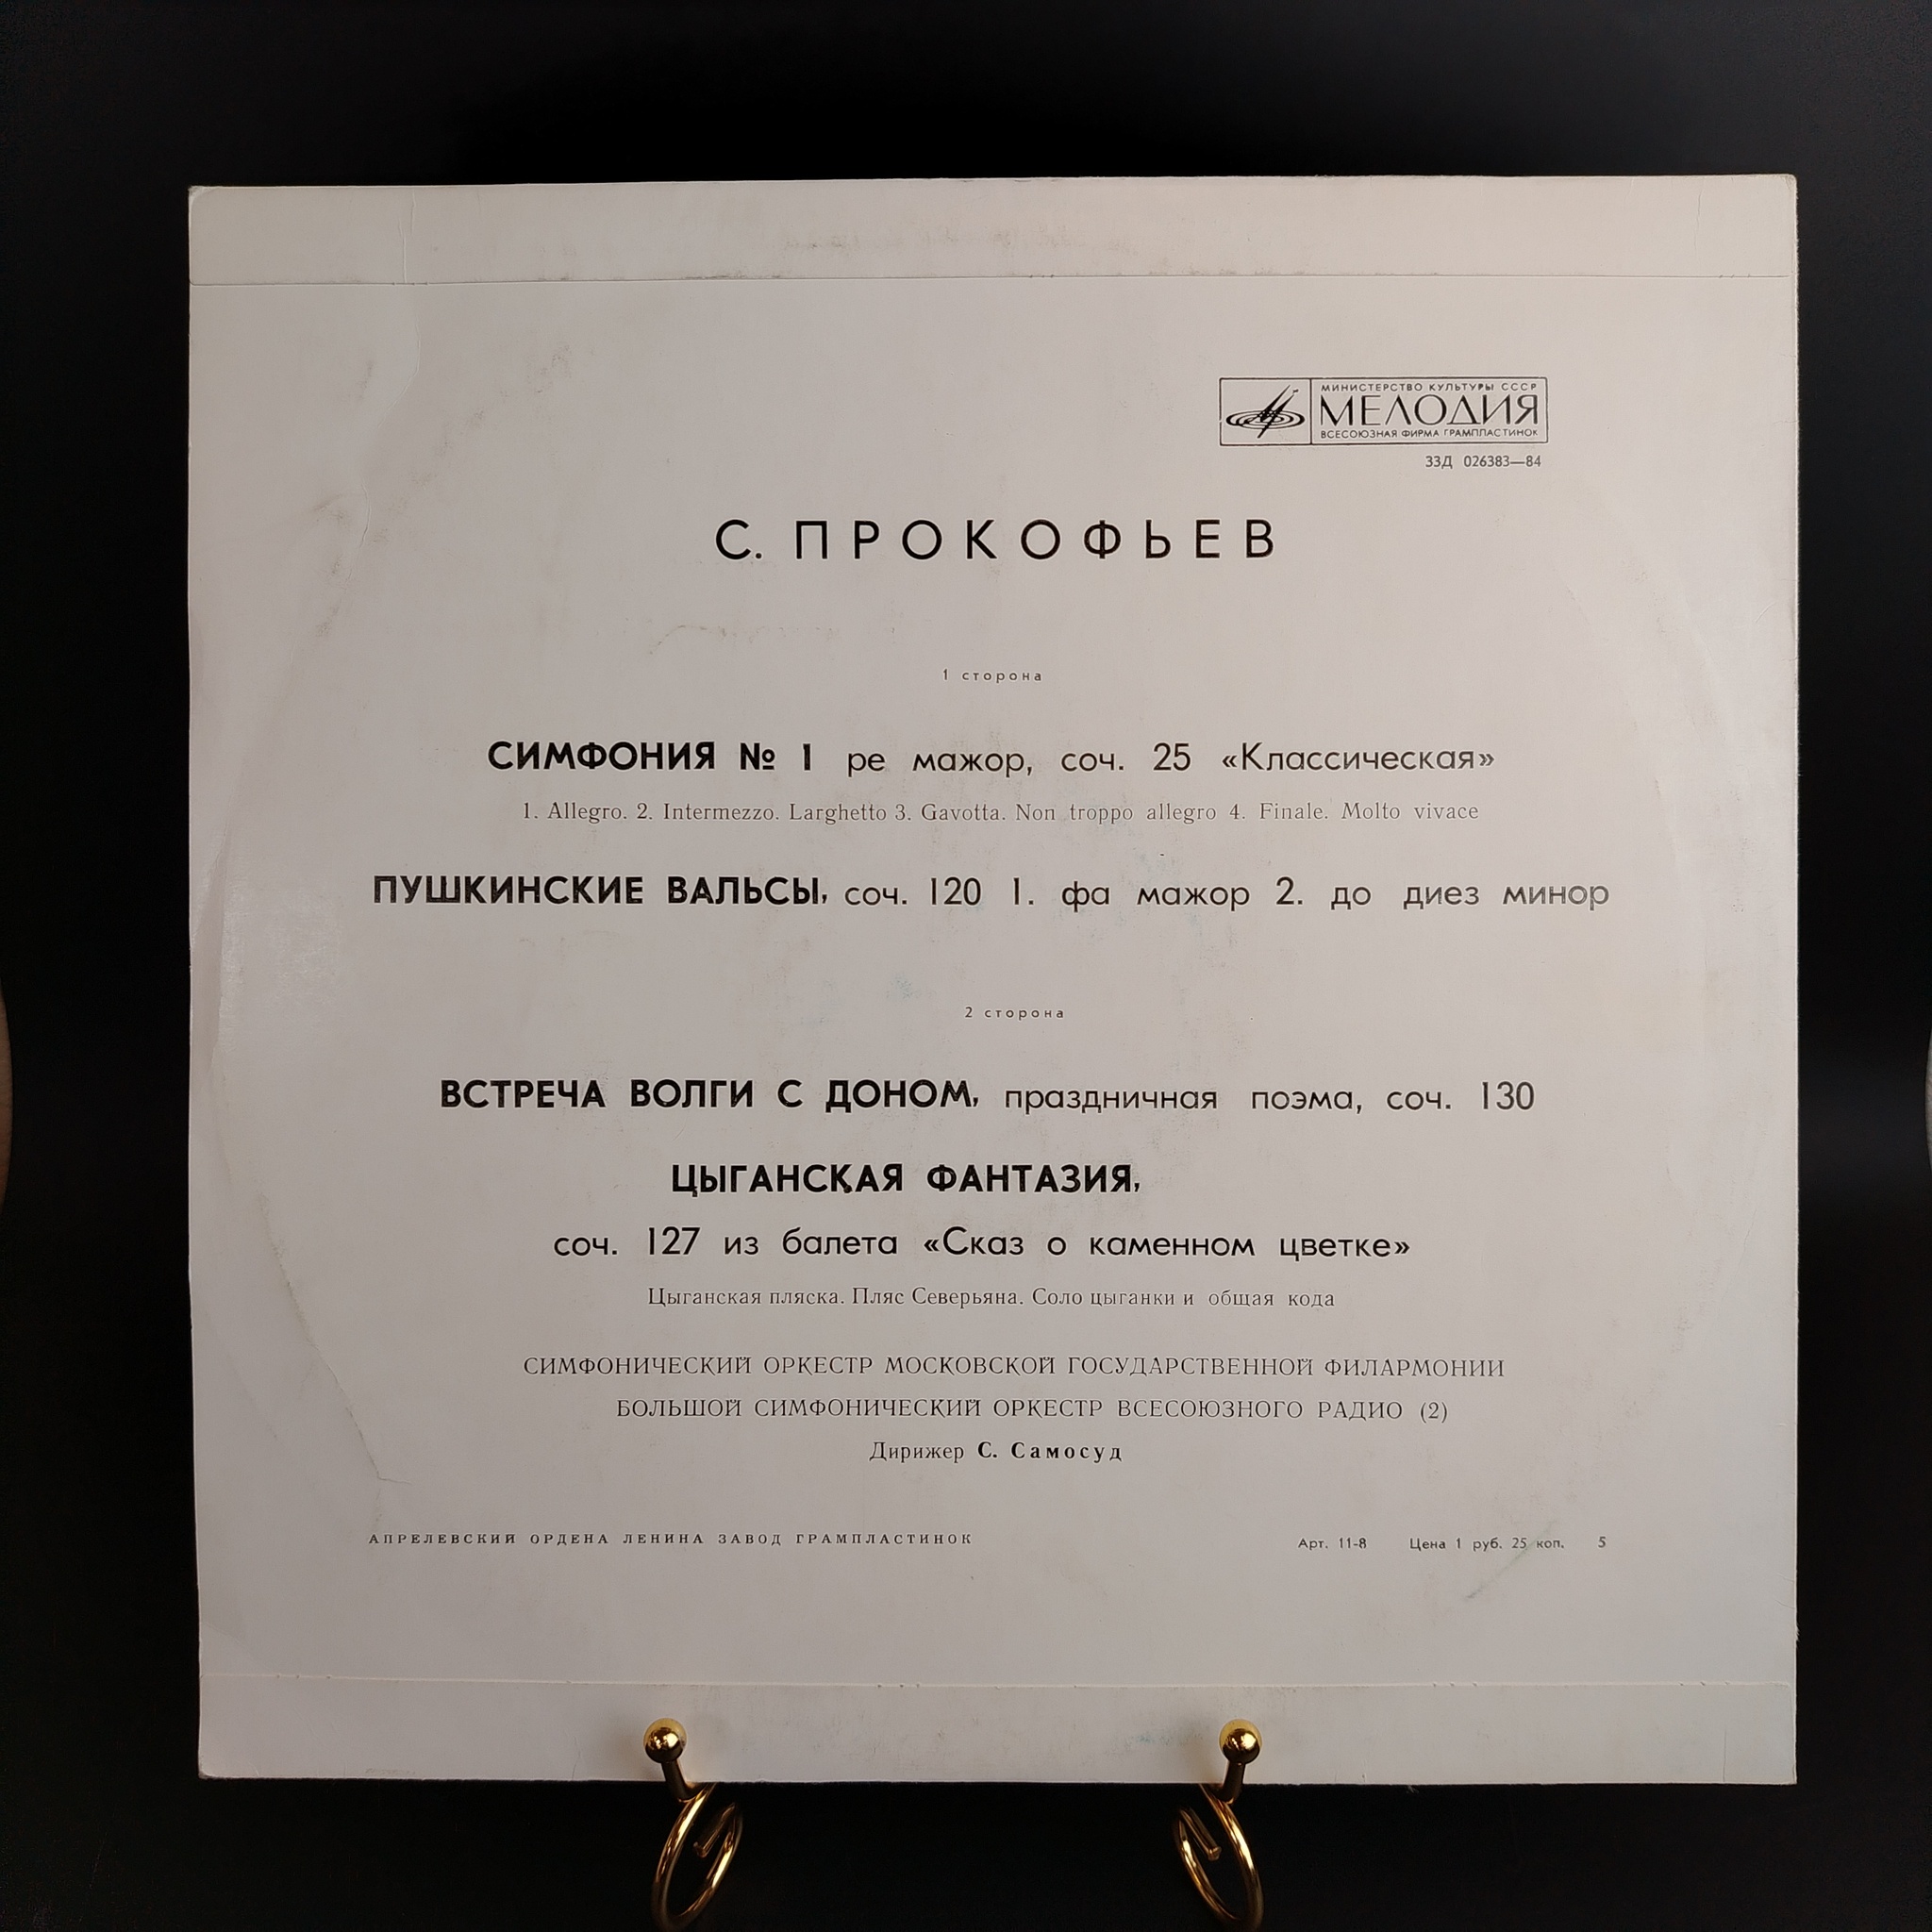 МИНИСТЕРСТВО КУЛЬТУРЫ СССР
МЕЛОДИЯ
ВСЕСОЮЗНАЯ ФИРМА ГРАМПЛАСТИНОК
33Д 026383—84
С. ПРОКОФЬЕВ
1 сторона
СИМФОНИЯ № 1 ре мажор, соч. 25 «Классическая»
1. Allegro. 2. Intermezzo. Larghetto 3. Gavotta. Non troppo allegro 4. Finale. Molto vivace
ПУШКИНСКИЕ ВАЛЬСЫ, соч. 120 1. фа мажор 2. до диез минор
2 сторона
ВСТРЕЧА ВОЛГИ С ДОНОМ, праздничная поэма, соч. 130
ЦЫГАНСКАЯ ФАНТАЗИЯ,
соч. 127 из балета «Сказ о каменном цветке»
Цыганская пляска. Пляс Северьяна. Соло цыганки и общая кода
СИМФОНИЧЕСКИЙ ОРКЕСТР МОСКОВСКОЙ ГОСУДАРСТВЕННОЙ ФИЛАРМОНИИ
БОЛЬШОЙ СИМФОНИЧЕСКИЙ ОРКЕСТР ВСЕСОЮЗНОГО РАДИО (2)
Дирижер С. Самосуд
АПРЕЛЕВСКИЙ ОРДЕНА ЛЕНИНА ЗАВОД ГРАМПЛАСТИНОК Арт. 11-8 Цена 1 руб. 25 коп. 5